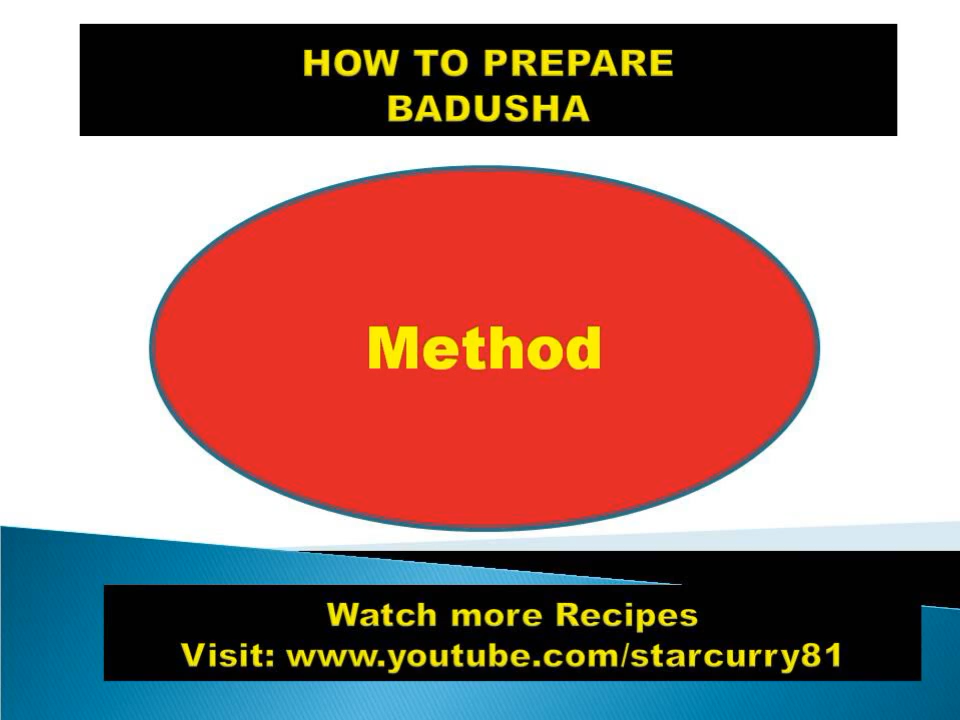 HOW TO PREPARE
BADUSHA
Method
Watch more Recipes
Visit: www.youtube.com/starcurry81